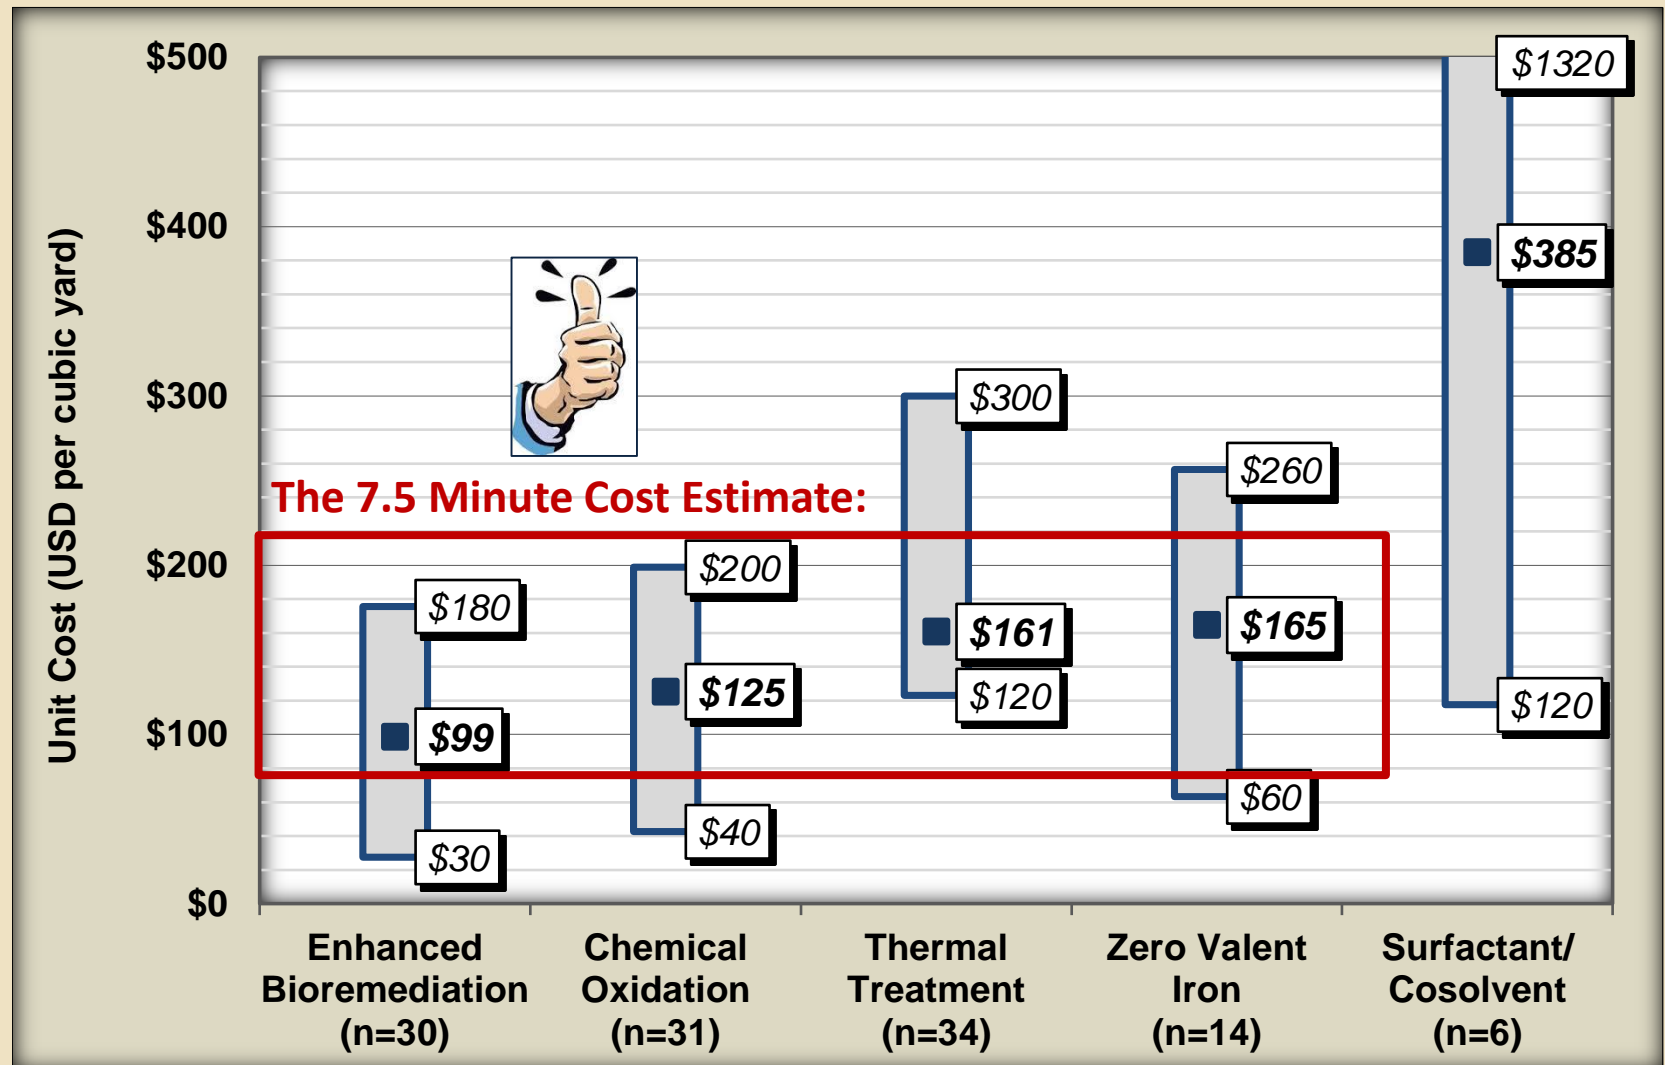 Unit Cost (USD per cubic yard)
$500
$400
$300
$200
$100
$0
The 7.5 Minute Cost Estimate:
$180
$99
$30
$200
$125
$40
$300
$161
$120
$260
$165
$60
$1320
$385
$120
Enhanced
Bioremediation
(n=30)
Chemical
Oxidation
(n=31)
Thermal
Treatment
(n=34)
Zero Valent
Iron
(n=14)
Surfactant/
Cosolvent
(n=6)